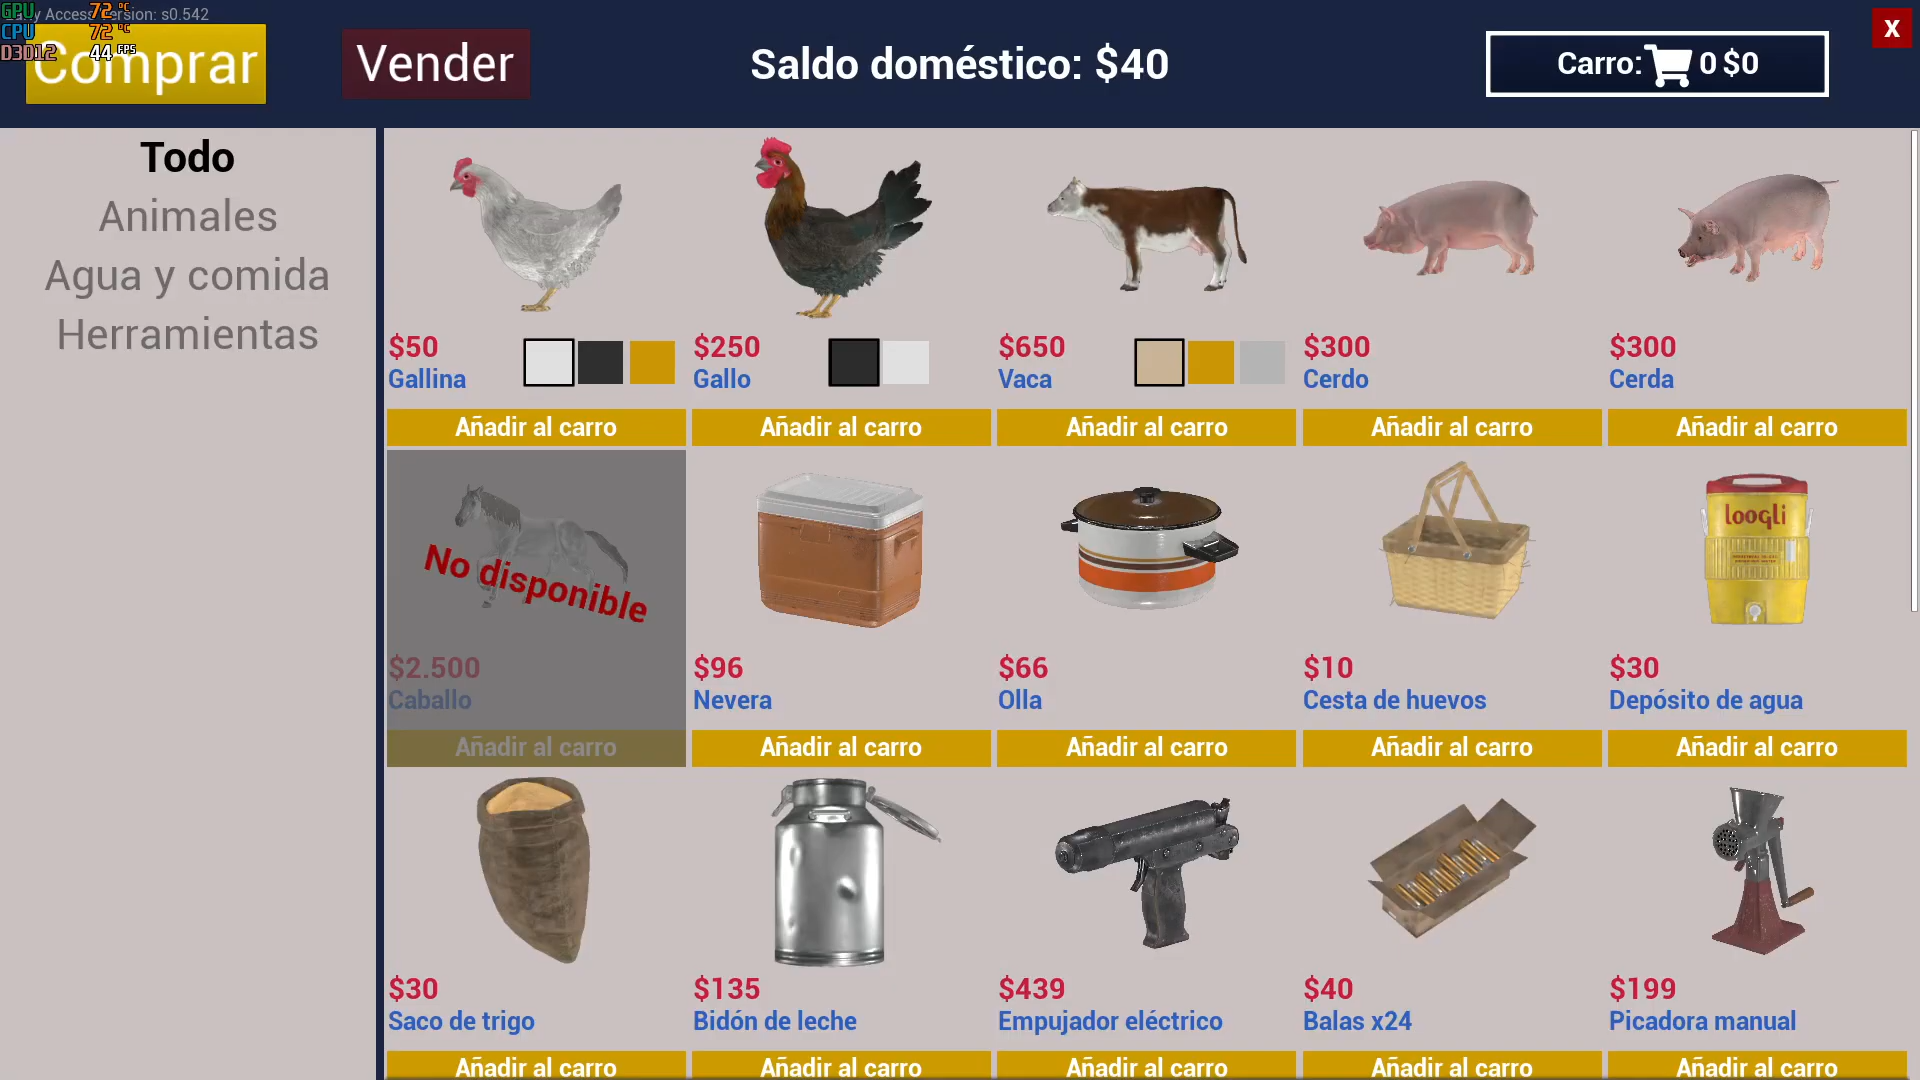 GPU 72 °C
Early Access Version: s0.542
CPU 72 °C
D3D12 44 FPS
Comprar
Vender
Saldo doméstico: $40
Carro: 0 $0
X
Todo
Animales
Agua y comida
Herramientas
$50
Gallina
$250
Gallo
$650
Vaca
$300
Cerdo
$300
Cerda
Añadir al carro
Añadir al carro
Añadir al carro
Añadir al carro
Añadir al carro
No disponible
loogli
$2.500
Caballo
$96
Nevera
$66
Olla
$10
Cesta de huevos
$30
Depósito de agua
Añadir al carro
Añadir al carro
Añadir al carro
Añadir al carro
Añadir al carro
$30
Saco de trigo
$135
Bidón de leche
$439
Empujador eléctrico
$40
Balas x24
$199
Picadora manual
Añadir al carro
Añadir al carro
Añadir al carro
Añadir al carro
Añadir al carro